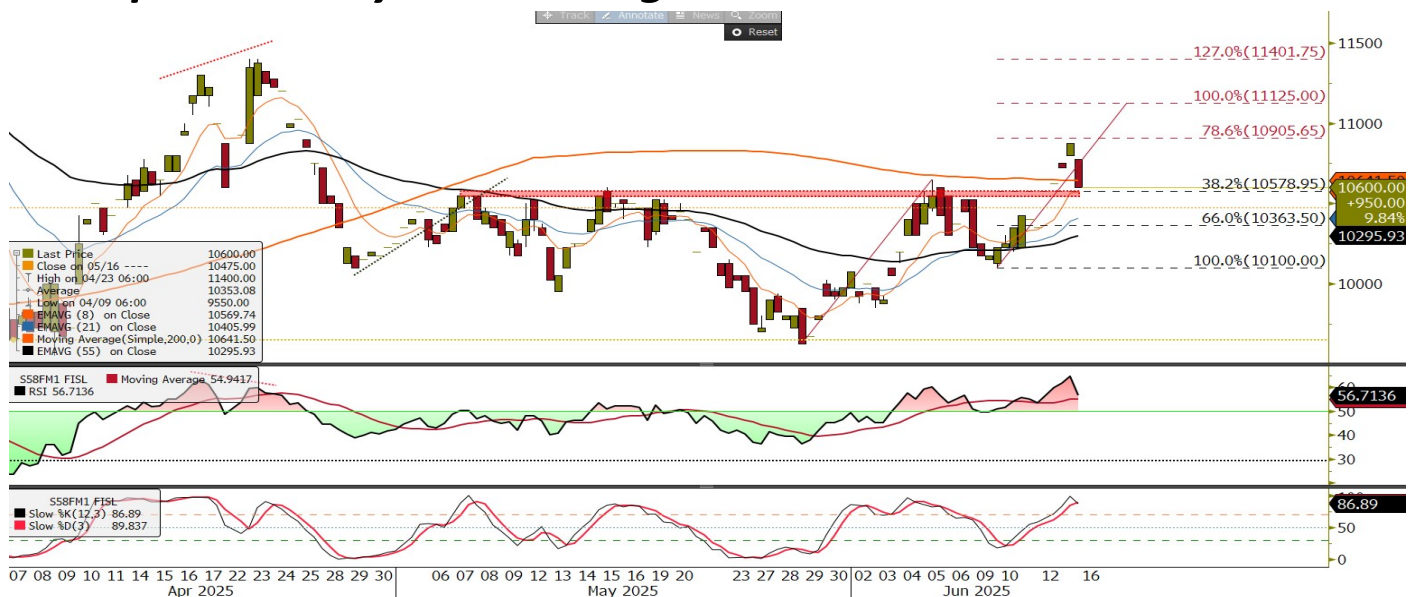 Track Annotate News Zoom
Reset
127.0%(11401.75)
100.0%(11125.00)
78.6%(10905.65)
38.2%(10578.95)
66.0%(10363.50)
100.0%(10100.00)
11500
11000
10600.00
+950.00
9.84%
10295.93
10000
Last Price 10600.00
Close on 05/16 ---- 10475.00
High on 04/23 06:00 11400.00
Average 10353.08
Low on 04/09 06:00 9550.00
EMAVG (8) on Close 10569.74
EMAVG (21) on Close 10405.99
Moving Average(Simple,200,0) 10641.50
EMAVG (55) on Close 10295.93
S58FM1 FISL Moving Average 54.9417
RSI 56.7136
60
56.7136
50
40
30
S58FM1 FISL
Slow %K(12,3) 86.89
Slow %D(3) 89.837
86.89
50
0
07 08 09 10 11 14 15 16 17 22 23 24 25 28 29 30 06 07 08 09 12 13 14 15 16 19 20 23 27 28 29 30 02 03 04 05 06 09 10 12 16
Apr 2025 May 2025 Jun 2025